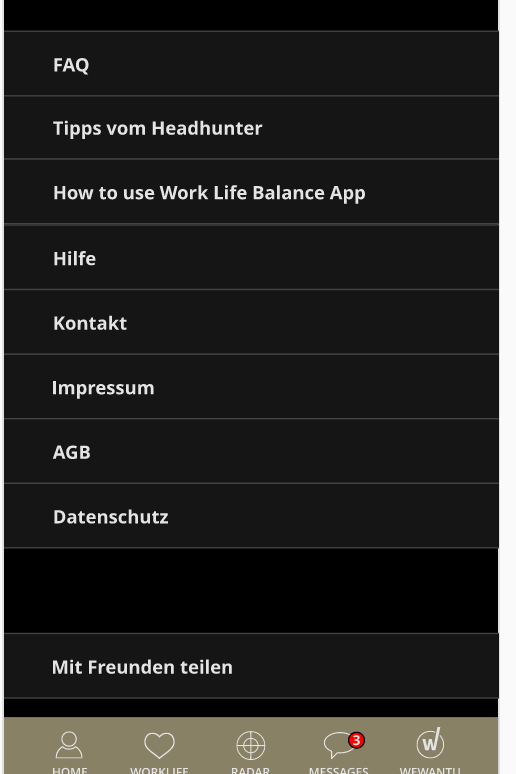 FAQ
Tipps vom Headhunter
How to use Work Life Balance App
Hilfe
Kontakt
Impressum
AGB
Datenschutz
Mit Freunden teilen
3
W
HOME WORKLIFE RADAR MESSAGES WEWANTU